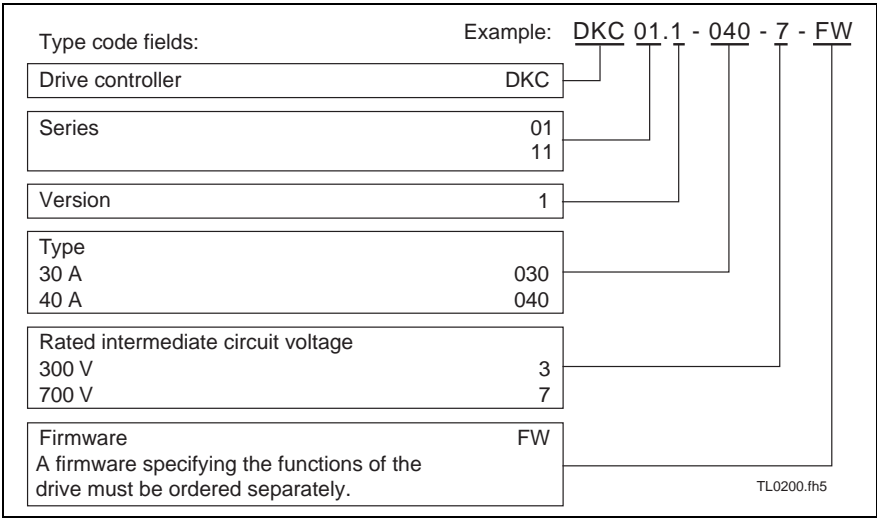 Type code fields:
Example: DKC 01.1 - 040 - 7 - FW
Drive controller DKC
Series 01
11
Version 1
Type
30 A 030
40 A 040
Rated intermediate circuit voltage
300 V 3
700 V 7
Firmware FW
A firmware specifying the functions of the
drive must be ordered separately.
TL0200.fh5